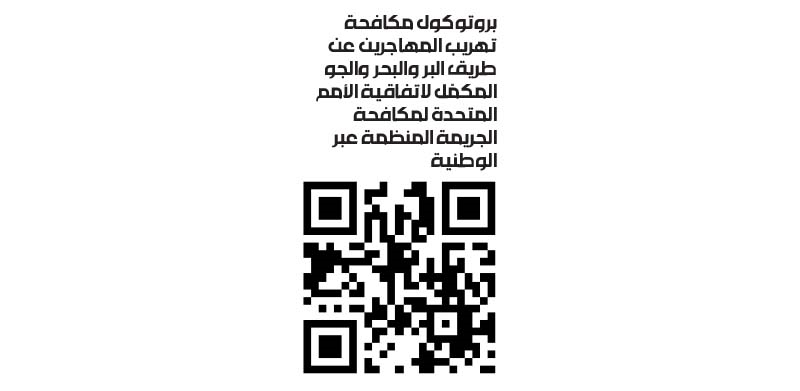 بروتوكول مكافحة
تهريب المهاجرين عن
طريق البر والبحر والجو
المكمّل لاتفاقية الأمم
المتحدة لمكافحة
الجريمة المنظمة عبر
الوطنية